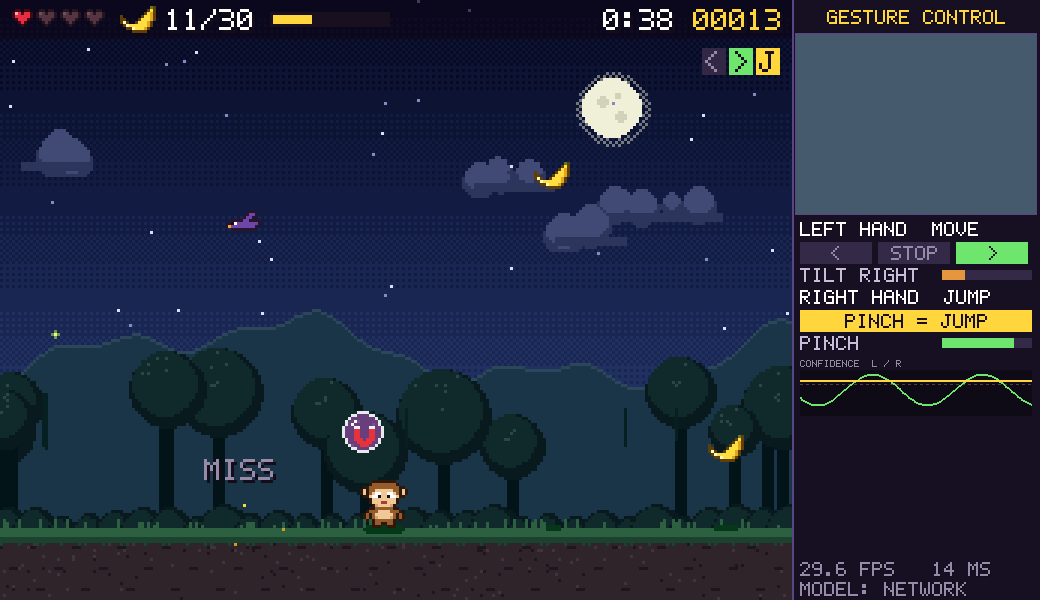 11/30
0:38 00013
< > J
MISS
GESTURE CONTROL
LEFT HAND MOVE
< STOP >
TILT RIGHT
RIGHT HAND JUMP
PINCH = JUMP
PINCH
CONFIDENCE L / R
29.6 FPS 14 MS
MODEL: NETWORK